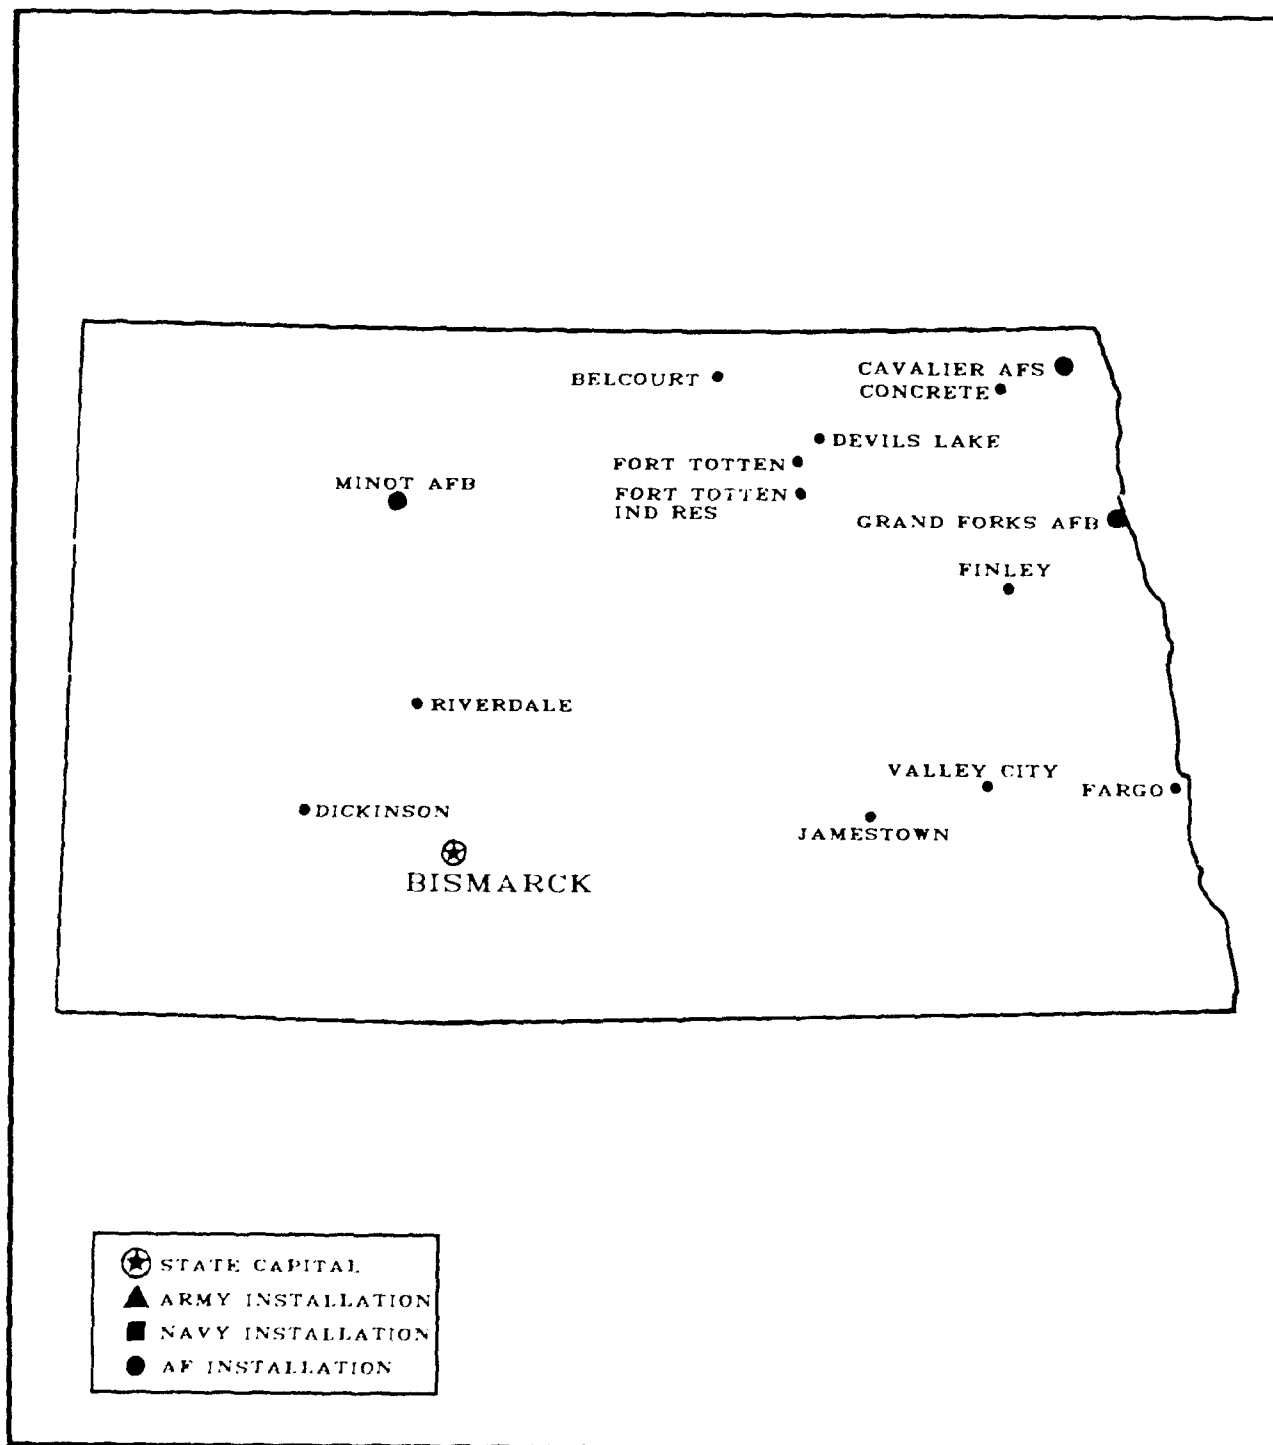 BELCOURT
CAVALIER AFS
CONCRETE
DEVILS LAKE
FORT TOTTEN
MINOT AFB
FORT TOTTEN
IND RES
GRAND FORKS AFB
FINLEY
RIVERDALE
VALLEY CITY
FARGO
DICKINSON
JAMESTOWN
BISMARCK
STATE CAPITAL
ARMY INSTALLATION
NAVY INSTALLATION
AF INSTALLATION